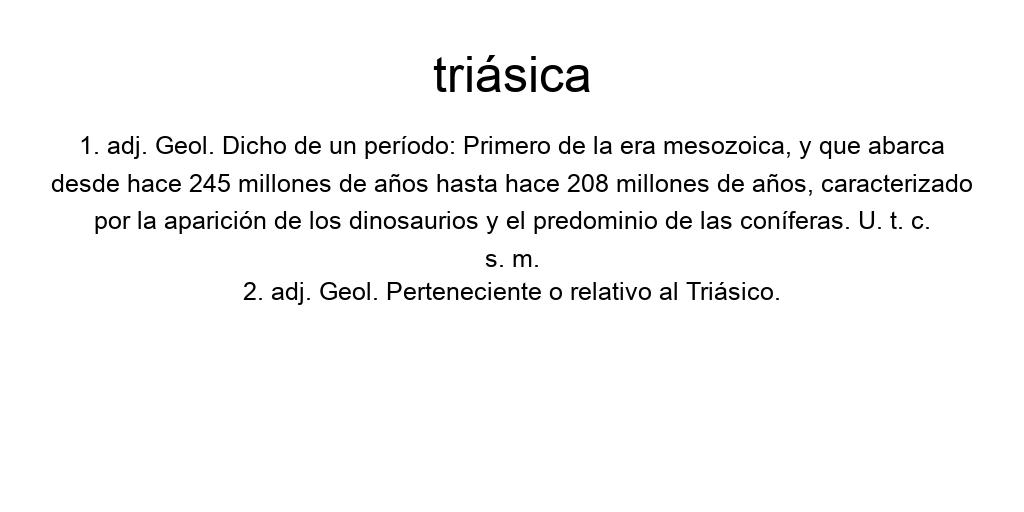 triásica
1. adj. Geol. Dicho de un período: Primero de la era mesozoica, y que abarca
desde hace 245 millones de años hasta hace 208 millones de años, caracterizado
por la aparición de los dinosaurios y el predominio de las coníferas. U. t. c.
s. m.
2. adj. Geol. Perteneciente o relativo al Triásico.